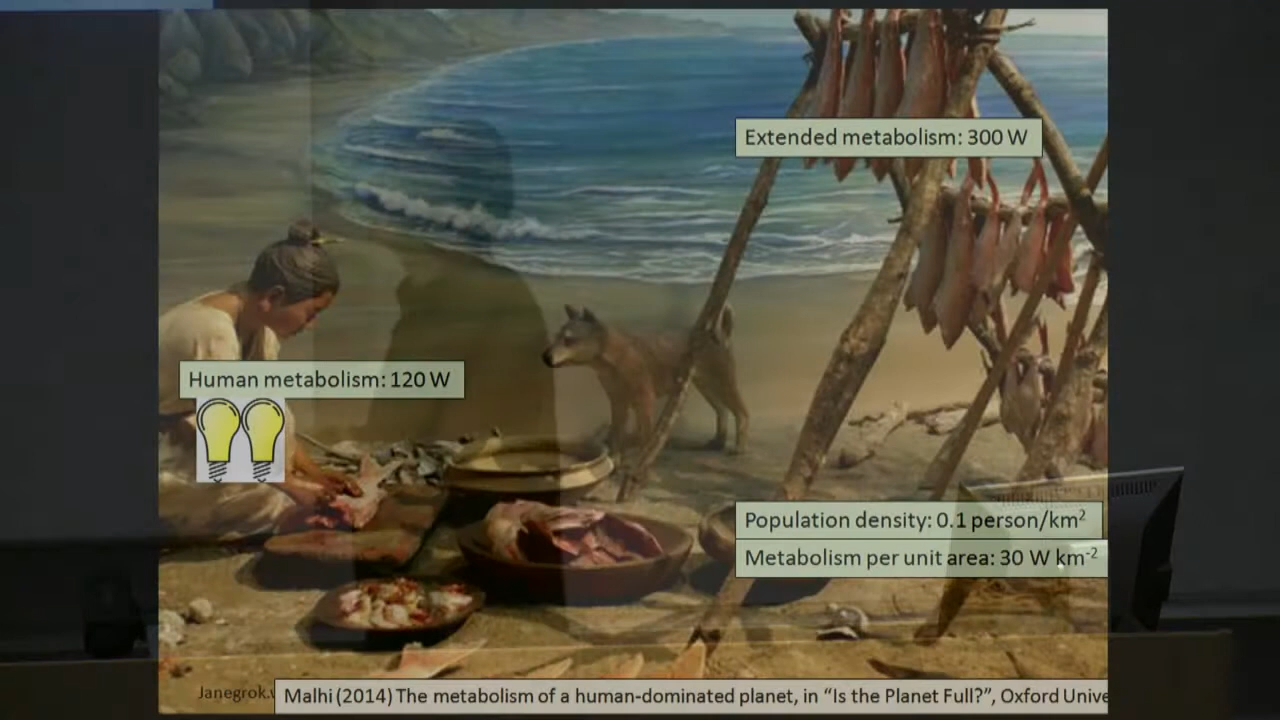 Extended metabolism: 300 W
Human metabolism: 120 W
Population density: 0.1 person/km²
Metabolism per unit area: 30 W km⁻²
Janegrok.
Malhi (2014) The metabolism of a human-dominated planet, in “Is the Planet Full?”, Oxford Unive